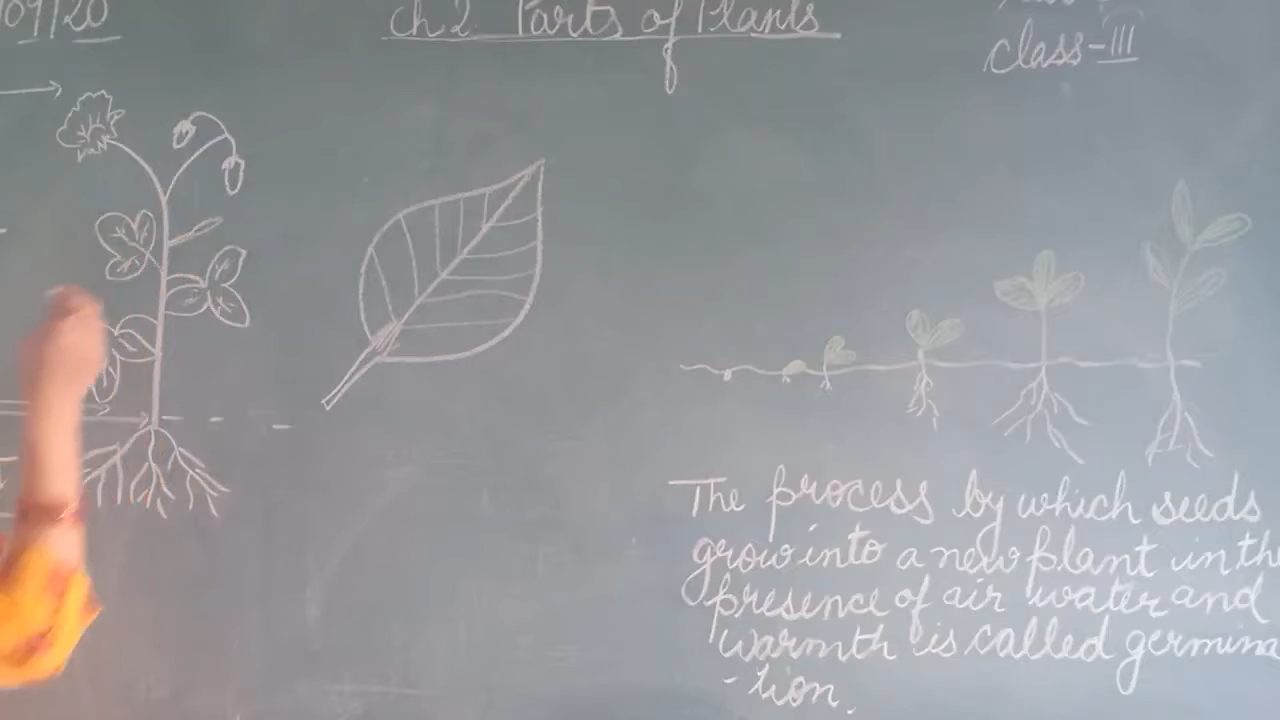 09/20
Ch 2 Parts of Plants
Class-III
The process by which seeds
grow into a new plant in the
presence of air water and
warmth is called germina
-tion.